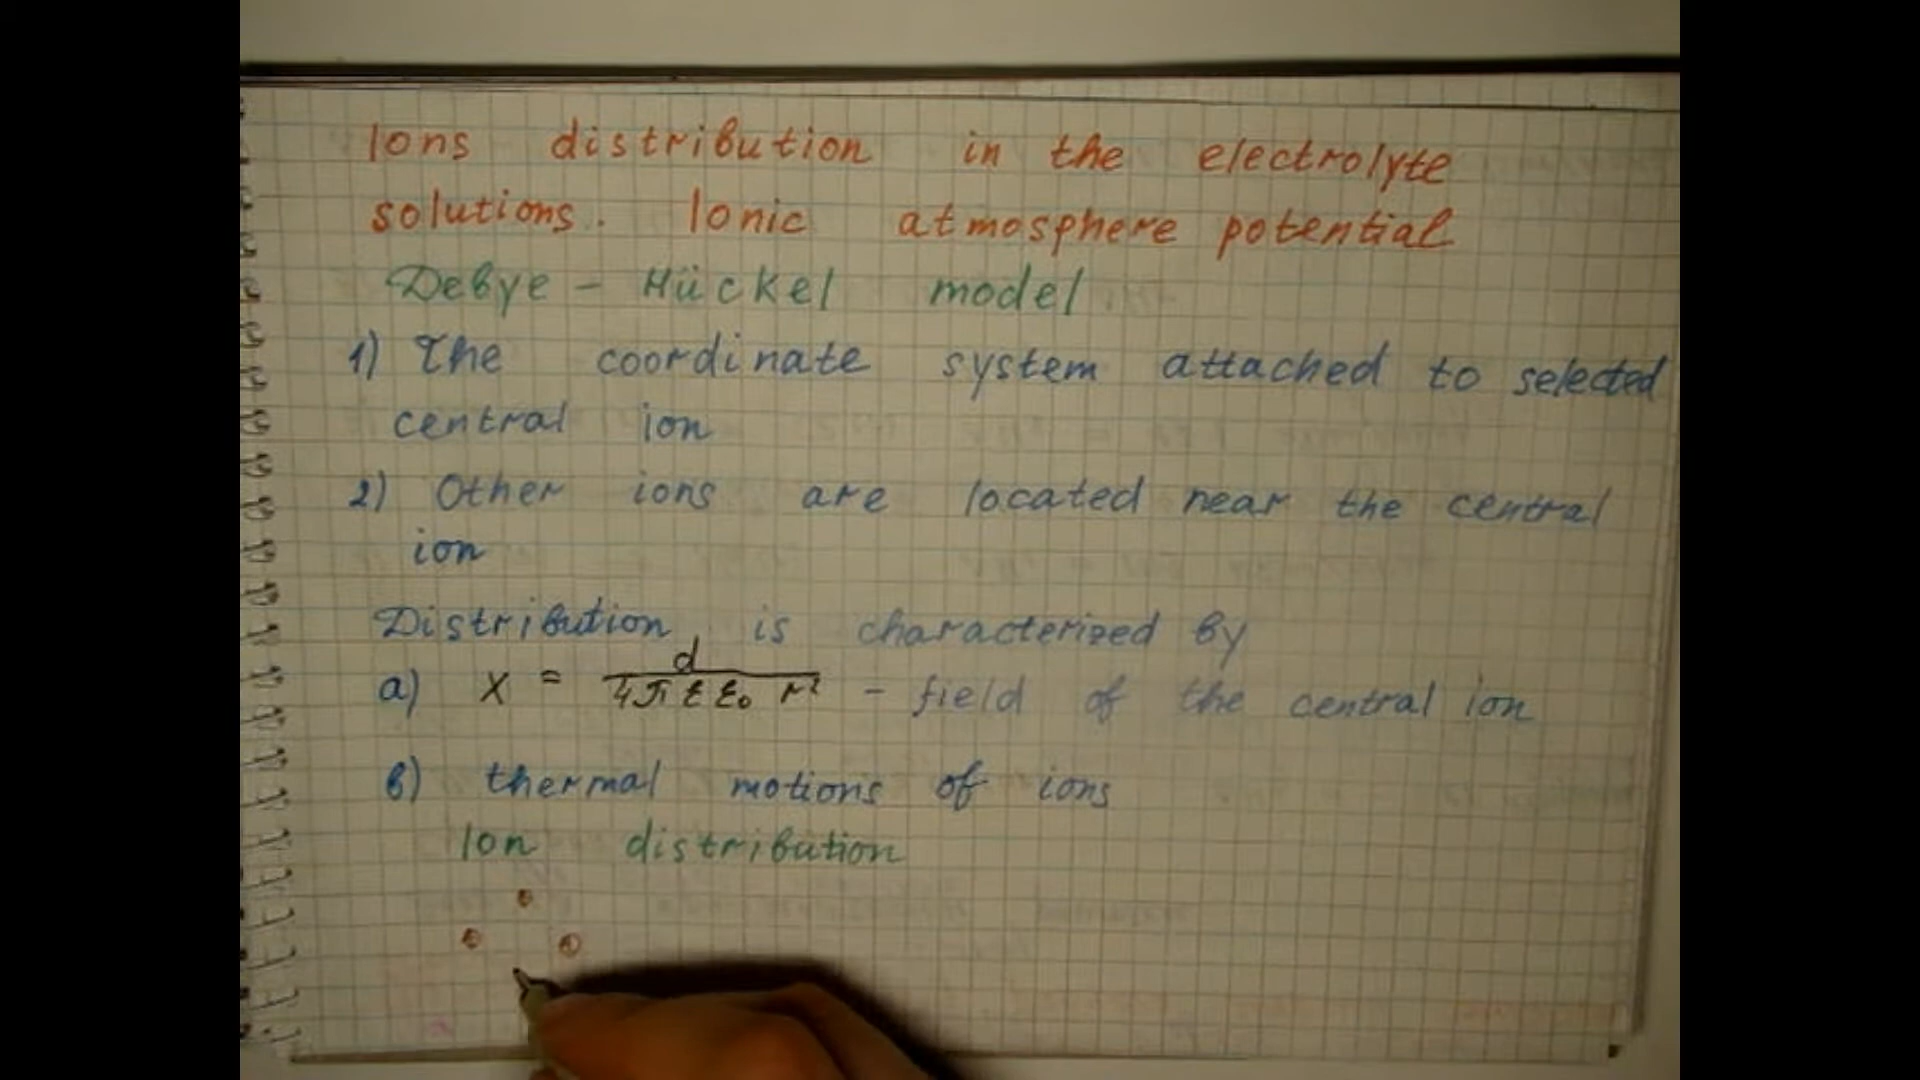 Ions distribution in the electrolyte
solutions. Ionic atmosphere potential
Debye - Hückel model
1) The coordinate system attached to selected
central ion
2) Other ions are located near the central
ion
Distribution is characterized by
a) X = d / 4πεε₀ r² - field of the central ion
b) thermal motions of ions
Ion distribution